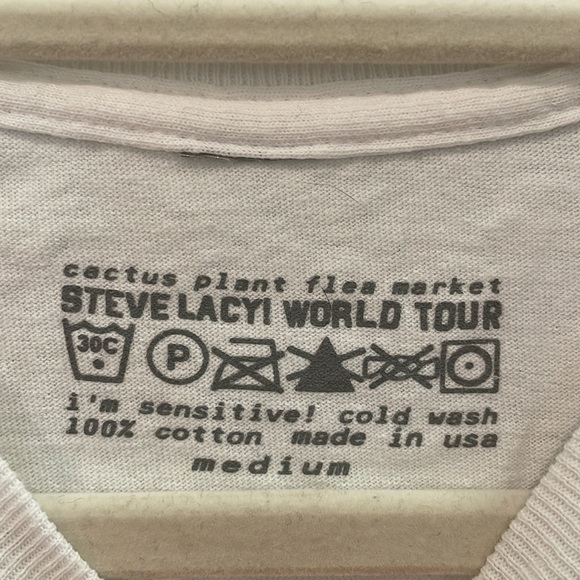 cactus plant flea market
STEVE LACY! WORLD TOUR
30C P
i'm sensitive! cold wash
100% cotton made in usa
medium